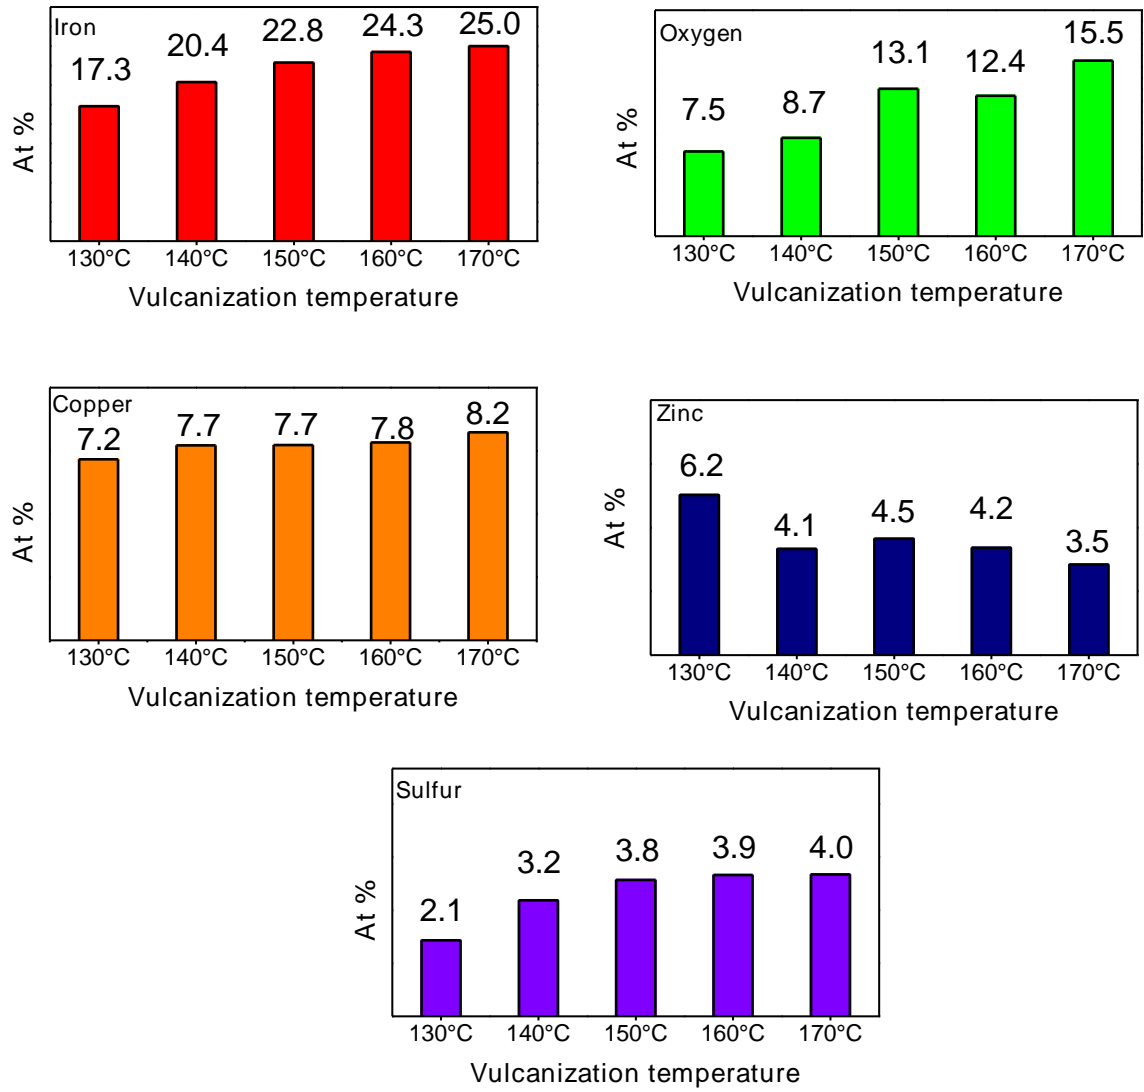 Iron
17.3
20.4
22.8
24.3
25.0
At %
130°C 140°C 150°C 160°C 170°C
Vulcanization temperature
Oxygen
7.5
8.7
13.1
12.4
15.5
At %
130°C 140°C 150°C 160°C 170°C
Vulcanization temperature
Copper
7.2
7.7
7.7
7.8
8.2
At %
130°C 140°C 150°C 160°C 170°C
Vulcanization temperature
Zinc
6.2
4.1
4.5
4.2
3.5
At %
130°C 140°C 150°C 160°C 170°C
Vulcanization temperature
Sulfur
2.1
3.2
3.8
3.9
4.0
At %
130°C 140°C 150°C 160°C 170°C
Vulcanization temperature